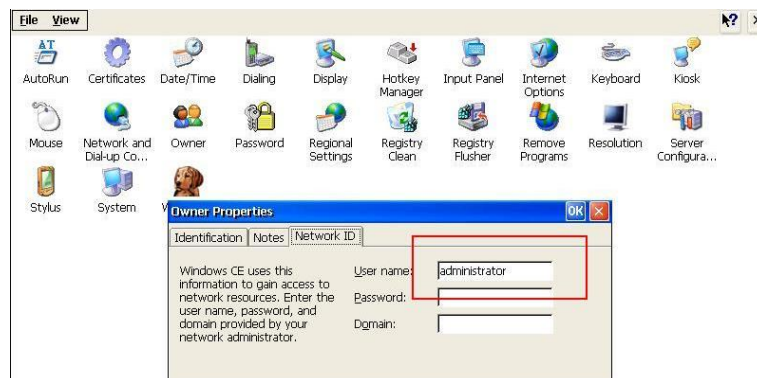 File View
AT
AutoRun Certificates Date/Time Dialing Display Hotkey Manager Input Panel Internet Options Keyboard Kiosk
Mouse Network and Dial-up Co... Owner Password Regional Settings Registry Clean Registry Flusher Remove Programs Resolution Server Configura...
Stylus System
Owner Properties OK
Identification Notes Network ID
Windows CE uses this
information to gain access to
network resources. Enter the
user name, password, and
domain provided by your
network administrator.
User name: administrator
Password:
Domain: